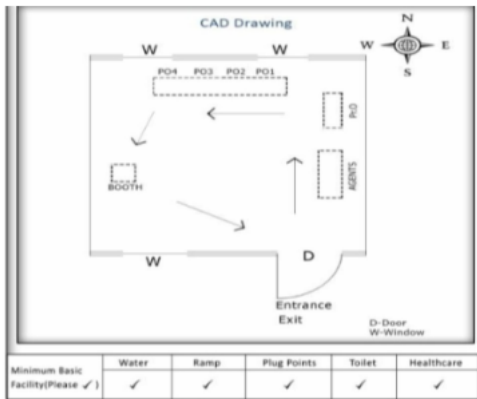 CAD Drawing
N
W E
S
W W
PO4 PO3 PO2 PO1
PrO
AGENTS
BOOTH
W
D
Entrance
Exit
D-Door
W-Window
Minimum Basic
Facility(Please ✓)
Water Ramp Plug Points Toilet Healthcare
✓ ✓ ✓ ✓ ✓